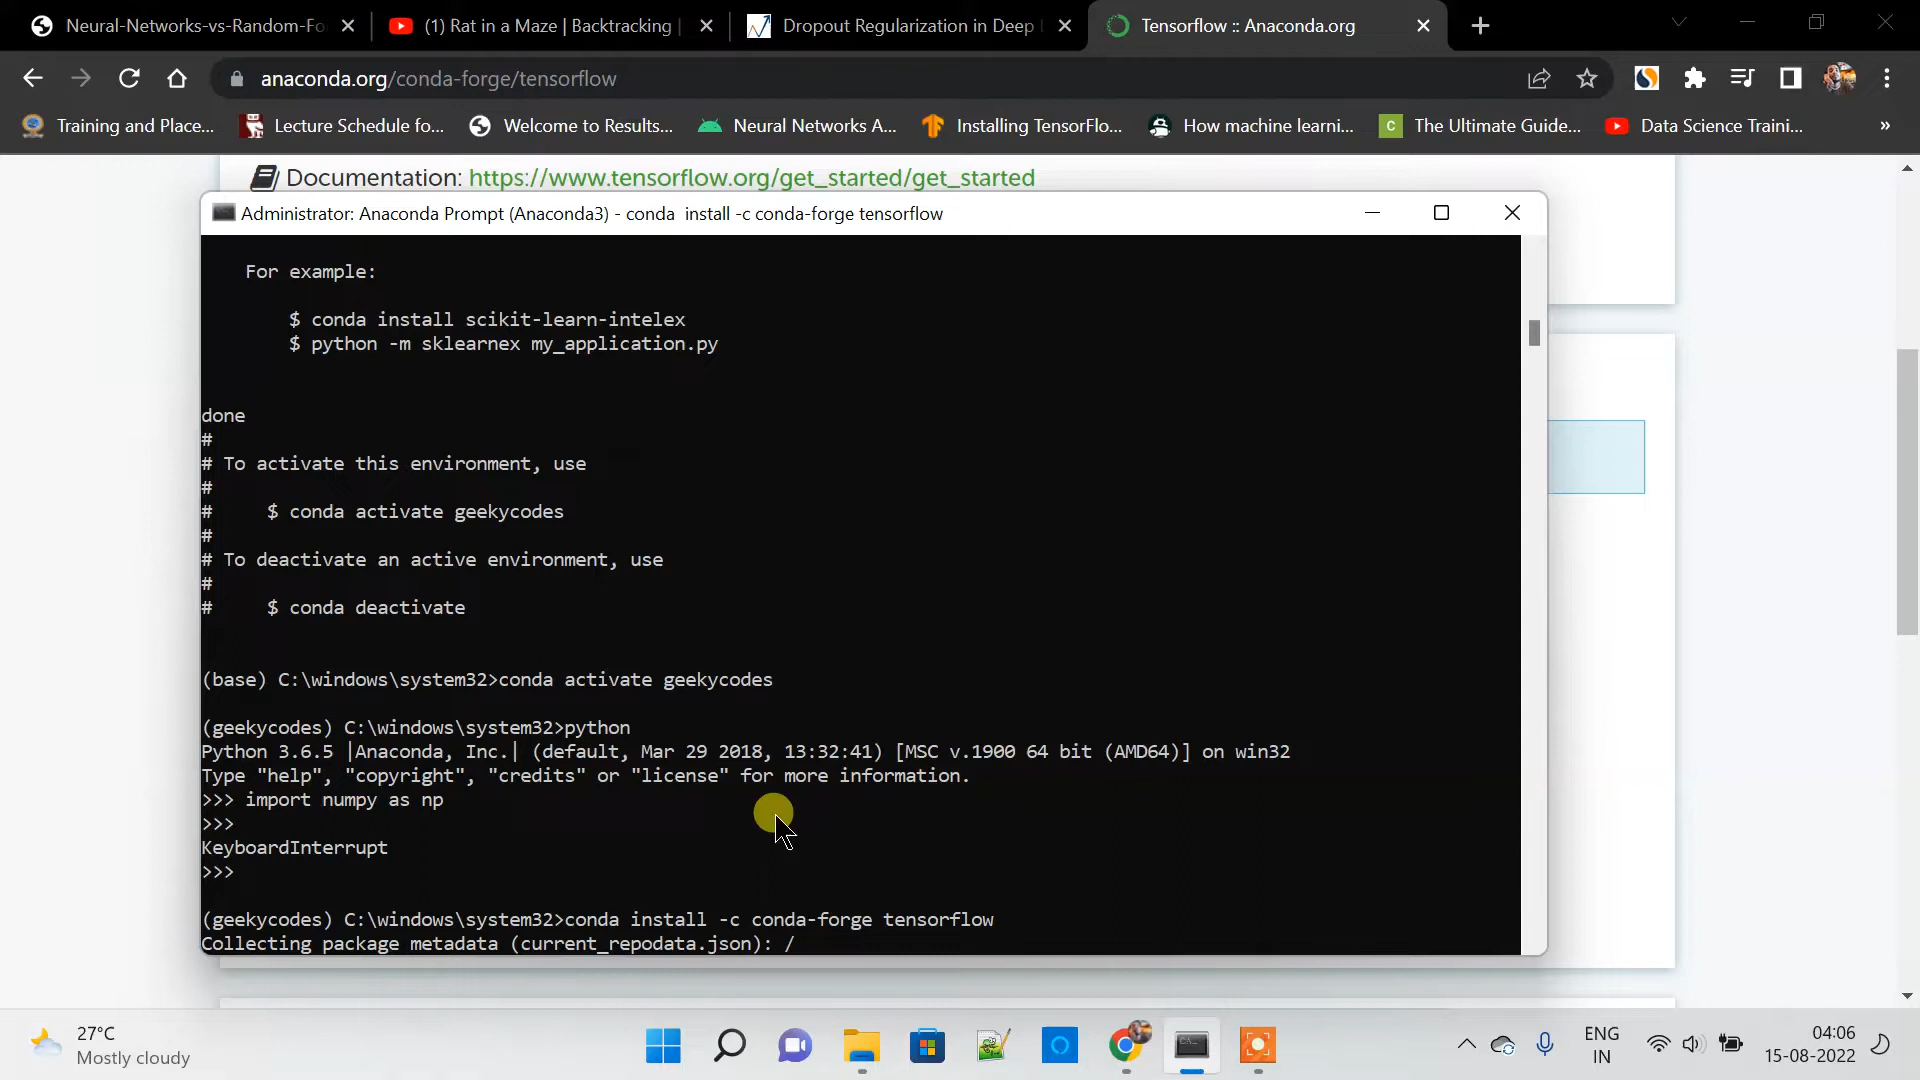 Neural-Networks-vs-Random-Fo
(1) Rat in a Maze | Backtracking |
Dropout Regularization in Deep
Tensorflow :: Anaconda.org
anaconda.org/conda-forge/tensorflow
Training and Place...
Lecture Schedule fo...
Welcome to Results...
Neural Networks A...
Installing TensorFlo...
How machine learni...
The Ultimate Guide...
Data Science Traini...
»
Documentation: https://www.tensorflow.org/get_started/get_started
Administrator: Anaconda Prompt (Anaconda3) - conda  install -c conda-forge tensorflow
For example:
$ conda install scikit-learn-intelex
$ python -m sklearnex my_application.py
done
#
# To activate this environment, use
#
#     $ conda activate geekycodes
#
# To deactivate an active environment, use
#
#     $ conda deactivate
(base) C:\windows\system32>conda activate geekycodes
(geekycodes) C:\windows\system32>python
Python 3.6.5 |Anaconda, Inc.| (default, Mar 29 2018, 13:32:41) [MSC v.1900 64 bit (AMD64)] on win32
Type "help", "copyright", "credits" or "license" for more information.
>>> import numpy as np
>>>
KeyboardInterrupt
>>>
(geekycodes) C:\windows\system32>conda install -c conda-forge tensorflow
Collecting package metadata (current_repodata.json): /
27°C
Mostly cloudy
ENG
IN
04:06
15-08-2022